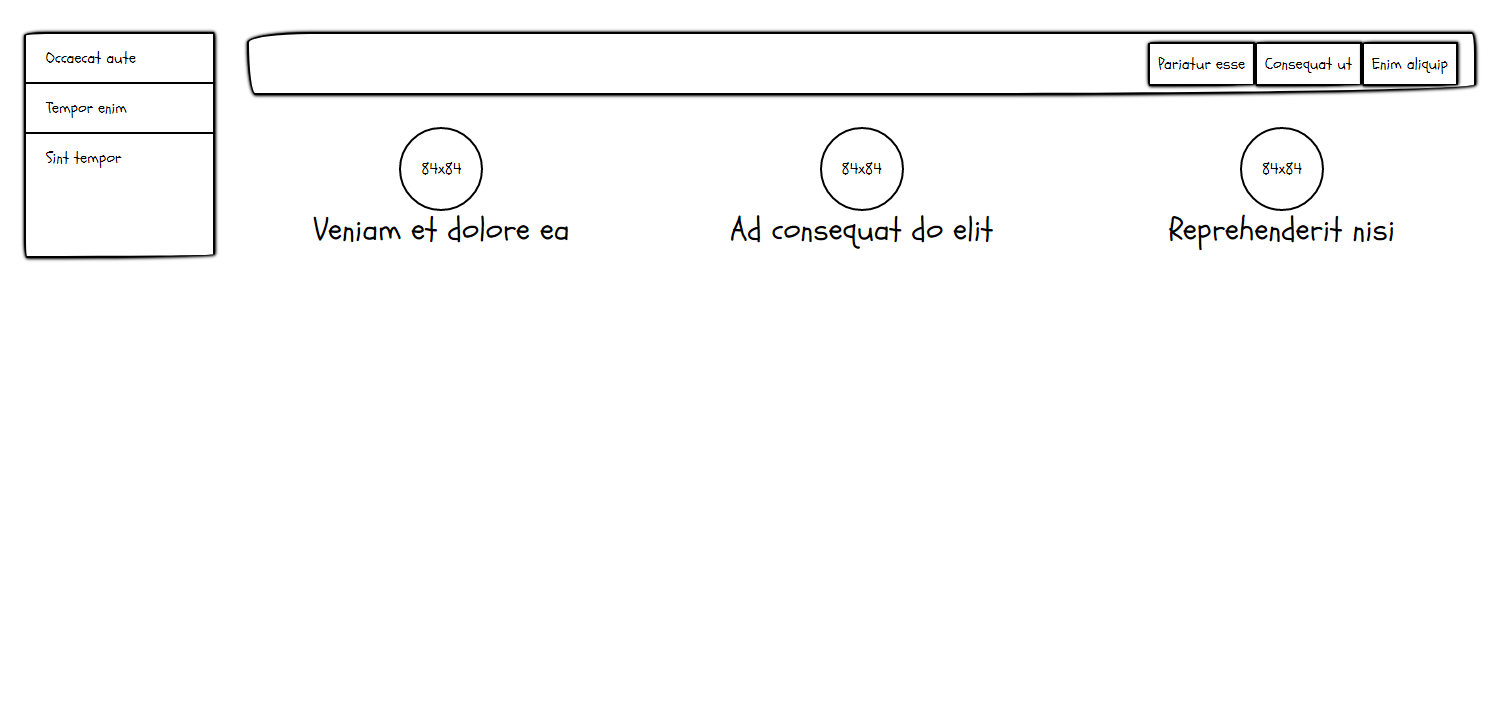 Occaecat aute
Tempor enim
Sint tempor
Pariatur esse
Consequat ut
Enim aliquip
84x84
Veniam et dolore ea
84x84
Ad consequat do elit
84x84
Reprehenderit nisi